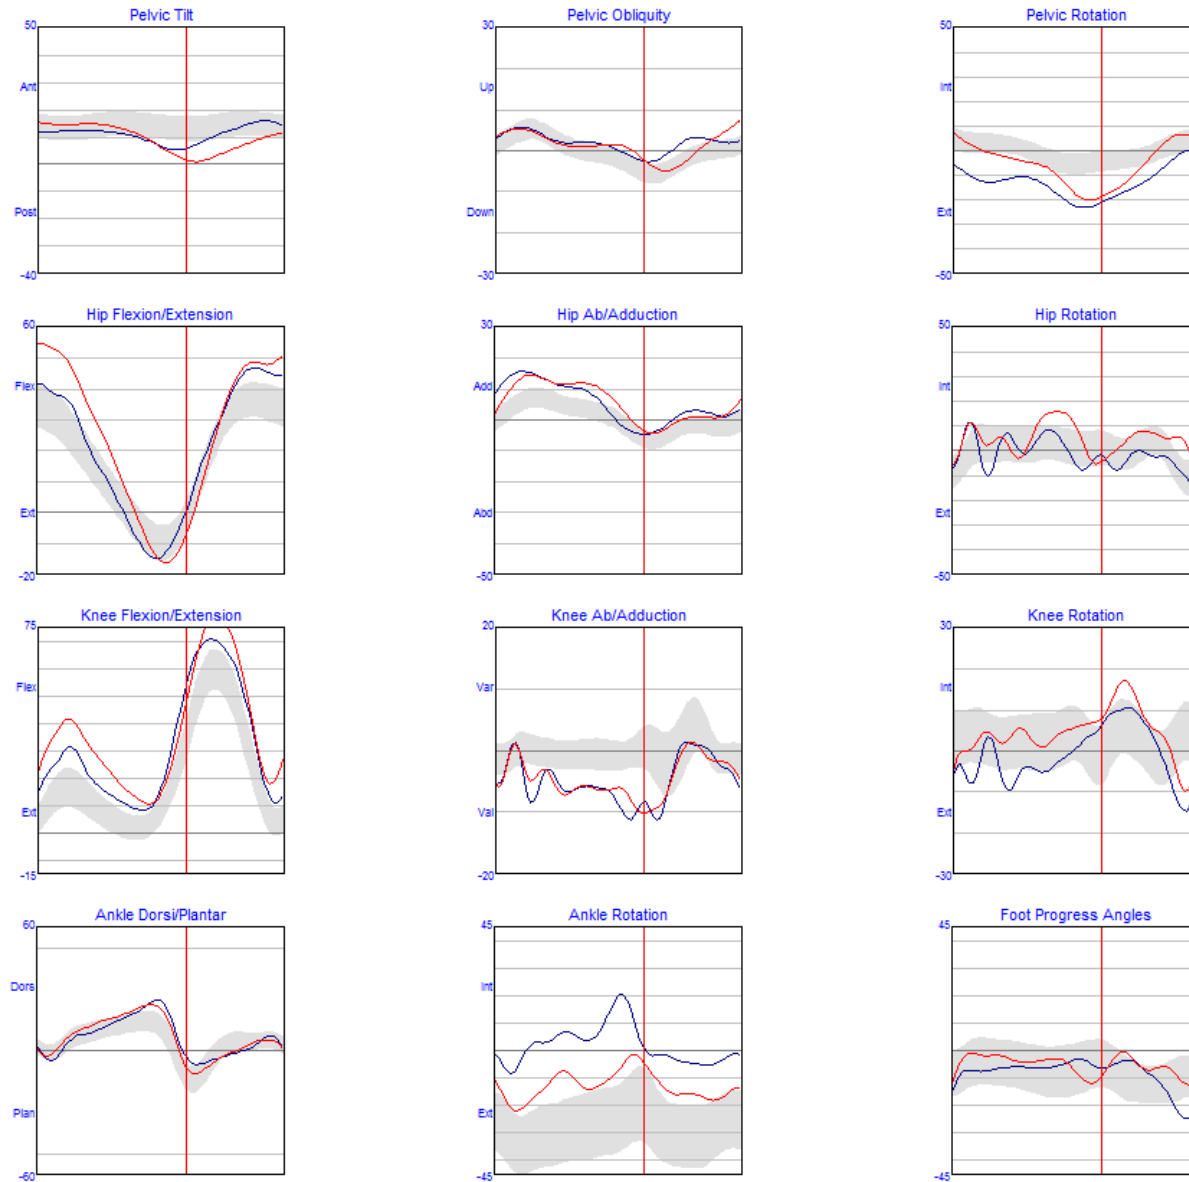 Pelvic Tilt
50
Ant
Post
-40
Pelvic Obliquity
30
Up
Down
-30
Pelvic Rotation
50
Int
Ext
-50
Hip Flexion/Extension
60
Flex
Ext
-20
Hip Ab/Adduction
30
Add
Abd
-50
Hip Rotation
50
Int
Ext
-50
Knee Flexion/Extension
75
Flex
Ext
-15
Knee Ab/Adduction
20
Var
Val
-20
Knee Rotation
30
Int
Ext
-30
Ankle Dorsi/Plantar
60
Dors
Plan
-60
Ankle Rotation
45
Int
Ext
-45
Foot Progress Angles
45
-45